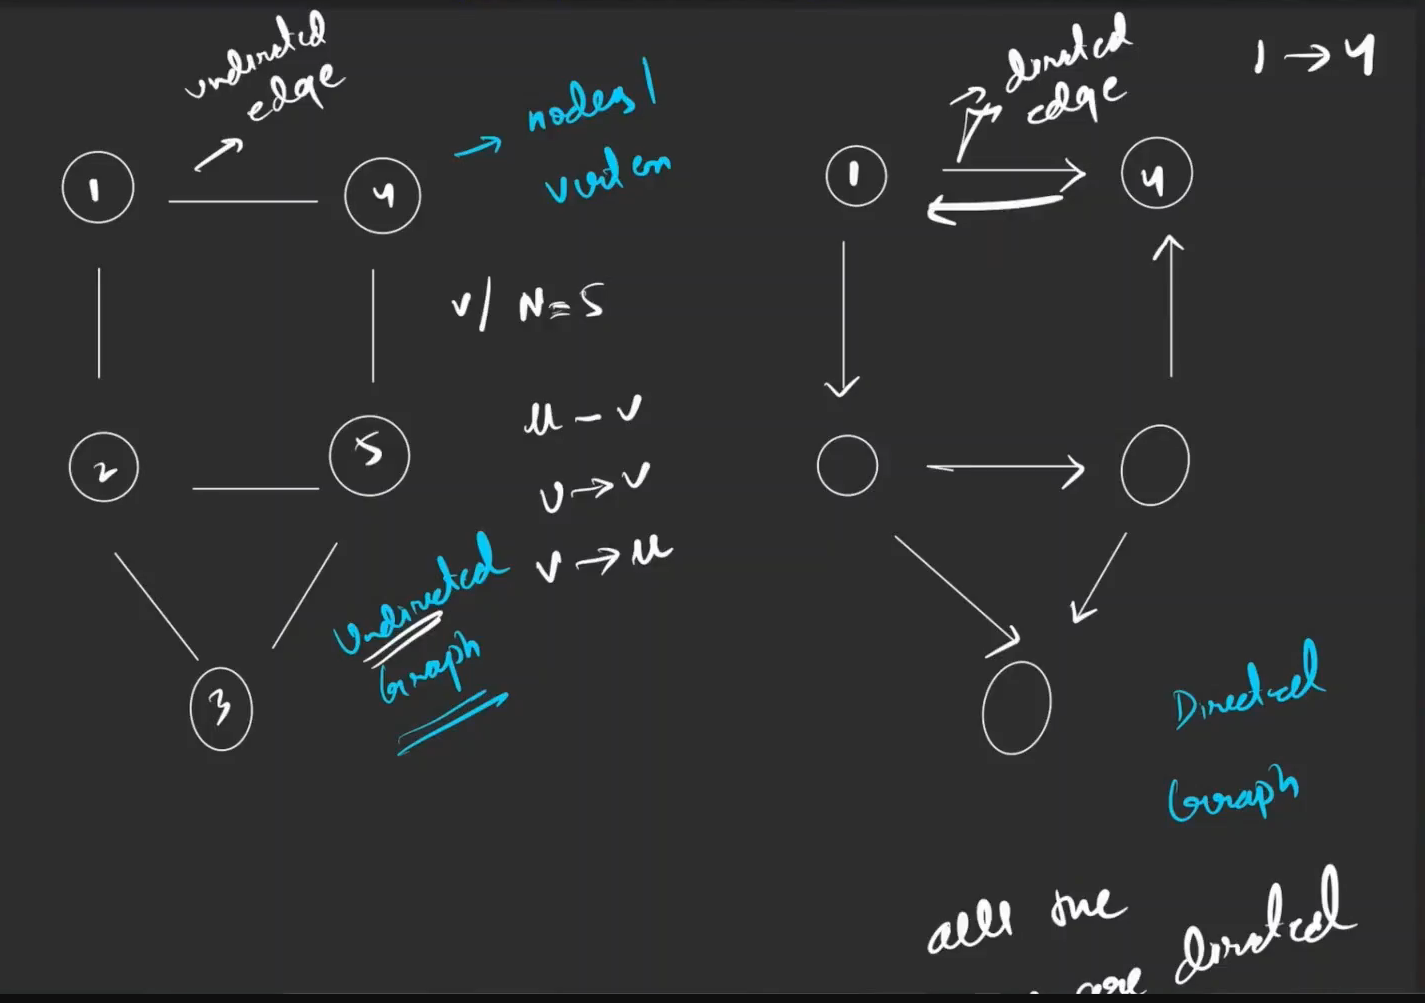 undirected
edge
nodes/
vertex
1
4
V/ N=5
2
5
3
u - v
u → v
v → u
Undirected
Graph
directed
edge
1 → 4
1
4
Directed
Graph
all the
are directed